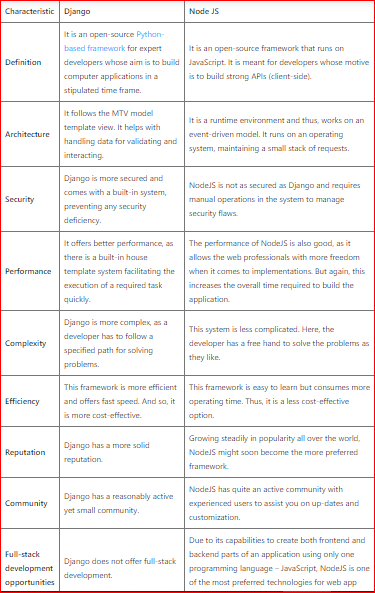 Characteristic Django Node JS
Definition
It is an open-source Python-
based framework for expert
developers whose aim is to build
computer applications in a
stipulated time frame.
It is an open-source framework that runs on
JavaScript. It is meant for developers whose motive
is to build strong APIs (client-side).
Architecture
It follows the MTV model
template view. It helps with
handling data for validating and
interacting.
It is a runtime environment and thus, works on an
event-driven model. It runs on an operating
system, maintaining a small stack of requests.
Security
Django is more secured and
comes with a built-in system,
preventing any security
deficiency.
NodeJS is not as secured as Django and requires
manual operations in the system to manage
security flaws.
Performance
It offers better performance, as
there is a built-in house
template system facilitating the
execution of a required task
quickly.
The performance of NodeJS is also good, as it
allows the web professionals with more freedom
when it comes to implementations. But again, this
increases the overall time required to build the
application.
Complexity
Django is more complex, as a
developer has to follow a
specified path for solving
problems.
This system is less complicated. Here, the
developer has a free hand to solve the problems as
they like.
Efficiency
This framework is more efficient
and offers fast speed. And so, it
is more cost-effective.
This framework is easy to learn but consumes more
operating time. Thus, it is a less cost-effective
option.
Reputation
Django has a more solid
reputation.
Growing steadily in popularity all over the world,
NodeJS might soon become the more preferred
framework.
Community
Django has a reasonably active
yet small community.
NodeJS has quite an active community with
experienced users to assist you on up-dates and
customization.
Full-stack
development
opportunities
Django does not offer full-stack
development.
Due to its capabilities to create both frontend and
backend parts of an application using only one
programming language – JavaScript, NodeJS is one
of the most preferred technologies for web app